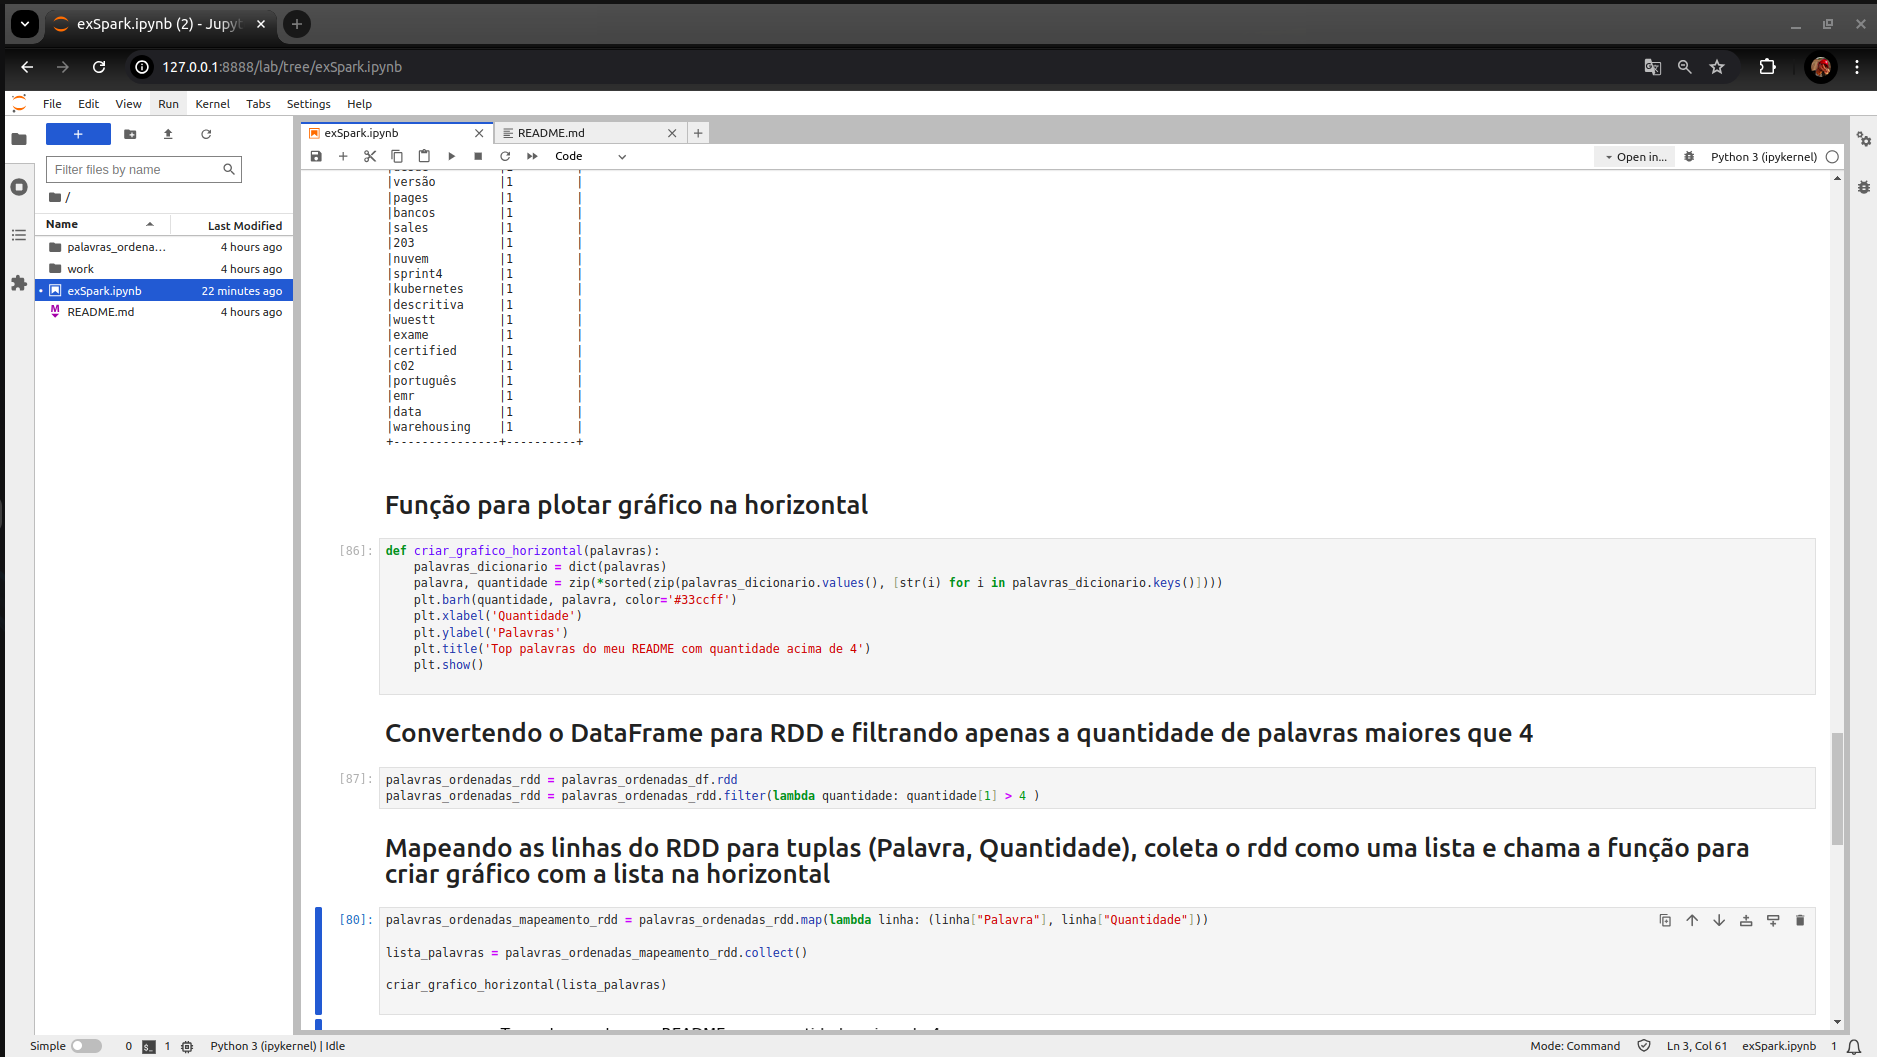 exSpark.ipynb (2) - Jupyt
127.0.0.1:8888/lab/tree/exSpark.ipynb
File Edit View Run Kernel Tabs Settings Help
exSpark.ipynb README.md
Code Open in... Python 3 (ipykernel)
Filter files by name
/
Name Last Modified
palavras_ordena... 4 hours ago
work 4 hours ago
exSpark.ipynb 22 minutes ago
README.md 4 hours ago
|versão |1 |
|pages |1 |
|bancos |1 |
|sales |1 |
|203 |1 |
|nuvem |1 |
|sprint4 |1 |
|kubernetes |1 |
|descritiva |1 |
|wuestt |1 |
|exame |1 |
|certified |1 |
|c02 |1 |
|português |1 |
|emr |1 |
|data |1 |
|warehousing |1 |
+---------------+----------+
Função para plotar gráfico na horizontal
[86]: def criar_grafico_horizontal(palavras):
palavras_dicionario = dict(palavras)
palavra, quantidade = zip(*sorted(zip(palavras_dicionario.values(), [str(i) for i in palavras_dicionario.keys()])))
plt.barh(quantidade, palavra, color='#33ccff')
plt.xlabel('Quantidade')
plt.ylabel('Palavras')
plt.title('Top palavras do meu README com quantidade acima de 4')
plt.show()
Convertendo o DataFrame para RDD e filtrando apenas a quantidade de palavras maiores que 4
[87]: palavras_ordenadas_rdd = palavras_ordenadas_df.rdd
palavras_ordenadas_rdd = palavras_ordenadas_rdd.filter(lambda quantidade: quantidade[1] > 4 )
Mapeando as linhas do RDD para tuplas (Palavra, Quantidade), coleta o rdd como uma lista e chama a função para
criar gráfico com a lista na horizontal
[80]: palavras_ordenadas_mapeamento_rdd = palavras_ordenadas_rdd.map(lambda linha: (linha["Palavra"], linha["Quantidade"]))
lista_palavras = palavras_ordenadas_mapeamento_rdd.collect()
criar_grafico_horizontal(lista_palavras)
Simple 0 1 Python 3 (ipykernel) | Idle Mode: Command Ln 3, Col 61 exSpark.ipynb 1